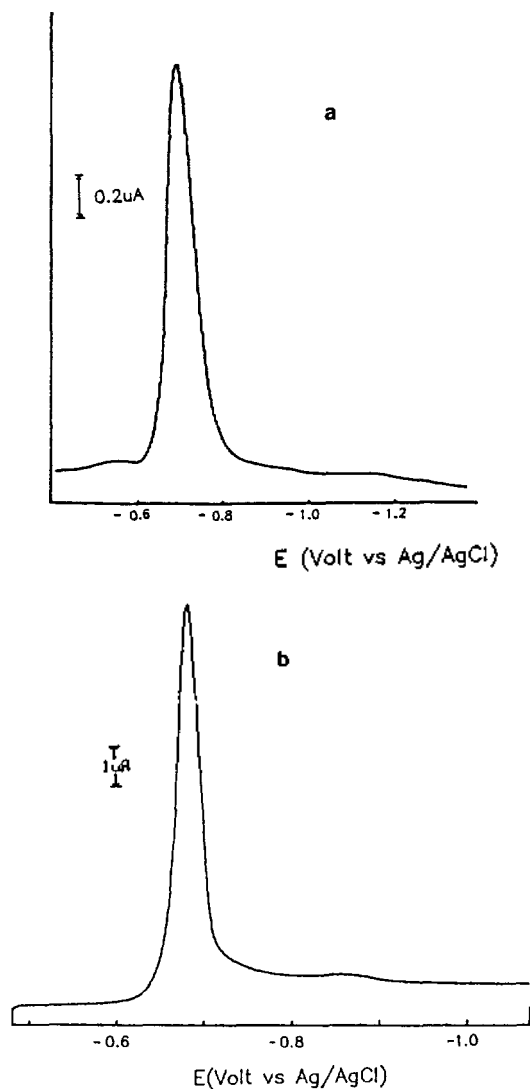 a
0.2uA
- 0.6 - 0.8 - 1.0 - 1.2
E (Volt vs Ag/AgCl)
b
1uA
- 0.6 - 0.8 - 1.0
E(Volt vs Ag/AgCl)